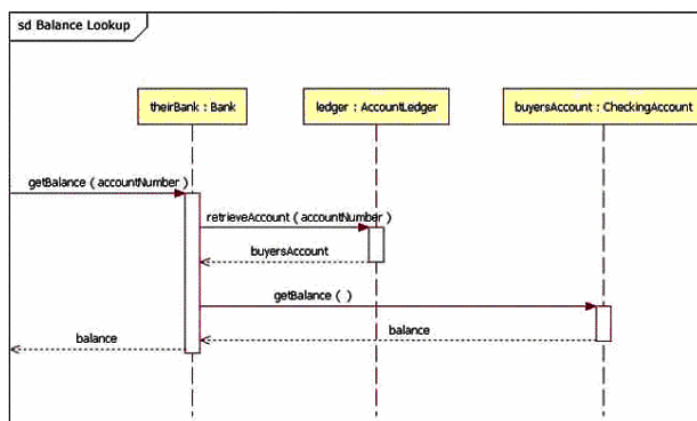 sd Balance Lookup
theirBank : Bank
ledger : AccountLedger
buyersAccount : CheckingAccount
getBalance ( accountNumber )
retrieveAccount ( accountNumber )
buyersAccount
getBalance ( )
balance
balance